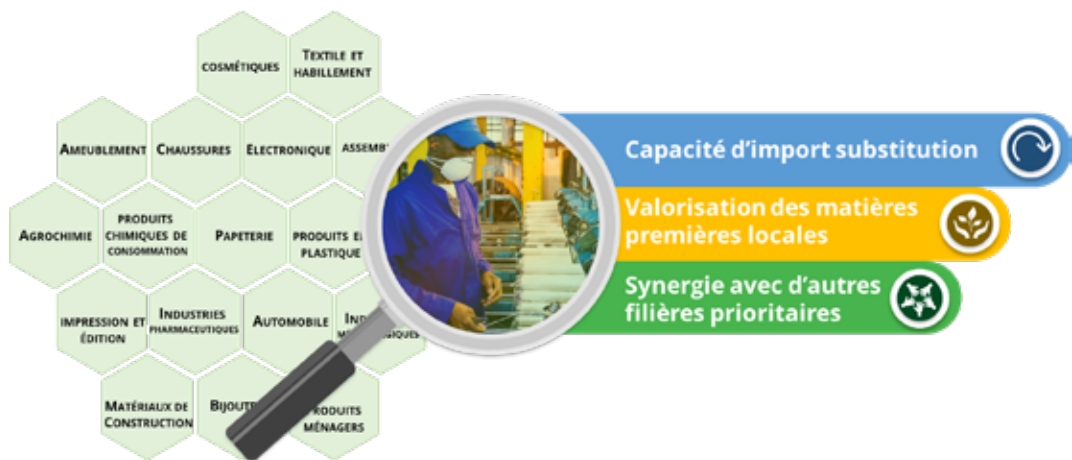 COSMÉTIQUES
TEXTILE ET
HABILLEMENT
AMEUBLEMENT
CHAUSSURES
ELECTRONIQUE
AGROCHIMIE
PRODUITS
CHIMIQUES DE
CONSOMMATION
PAPETERIE
PRODUITS
PLASTIQUE
IMPRESSION ET
ÉDITION
INDUSTRIES
PHARMACEUTIQUES
AUTOMOBILE
MATÉRIAUX DE
CONSTRUCTION
MÉNAGERS
Capacité d'import substitution
Valorisation des matières
premières locales
Synergie avec d'autres
filières prioritaires